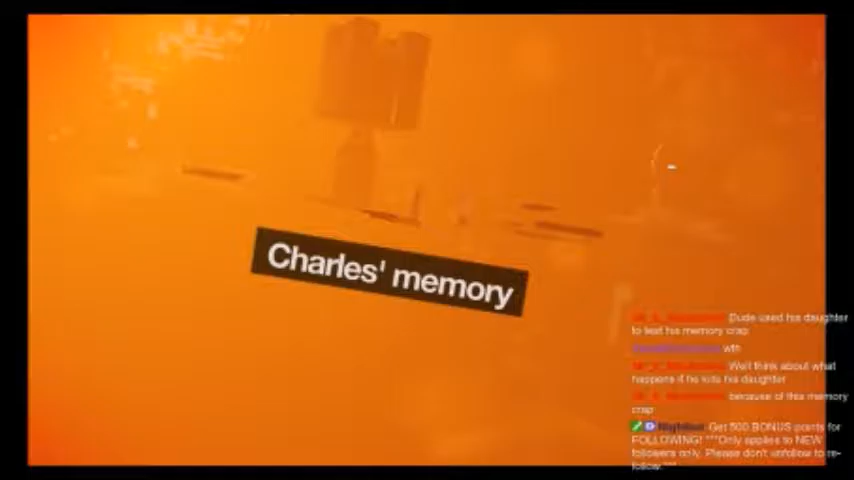 Charles' memory
Dude used his daughter
to test his memory crap
wth
Well think about what
happens if he kills his daughter
because of this memory
crap
Nightbot: Get 500 BONUS points for
FOLLOWING! ***Only applies to NEW
followers only. Please don't unfollow to re-
follow.***